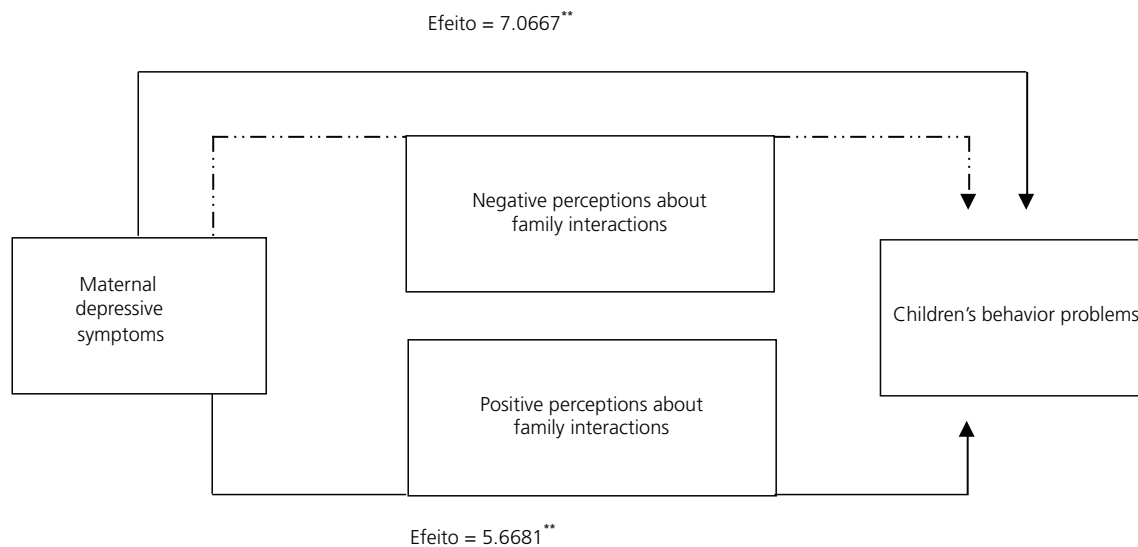 Efeito = 7.0667**
Negative perceptions about
family interactions
Maternal
depressive
symptoms
Children’s behavior problems
Positive perceptions about
family interactions
Efeito = 5.6681**